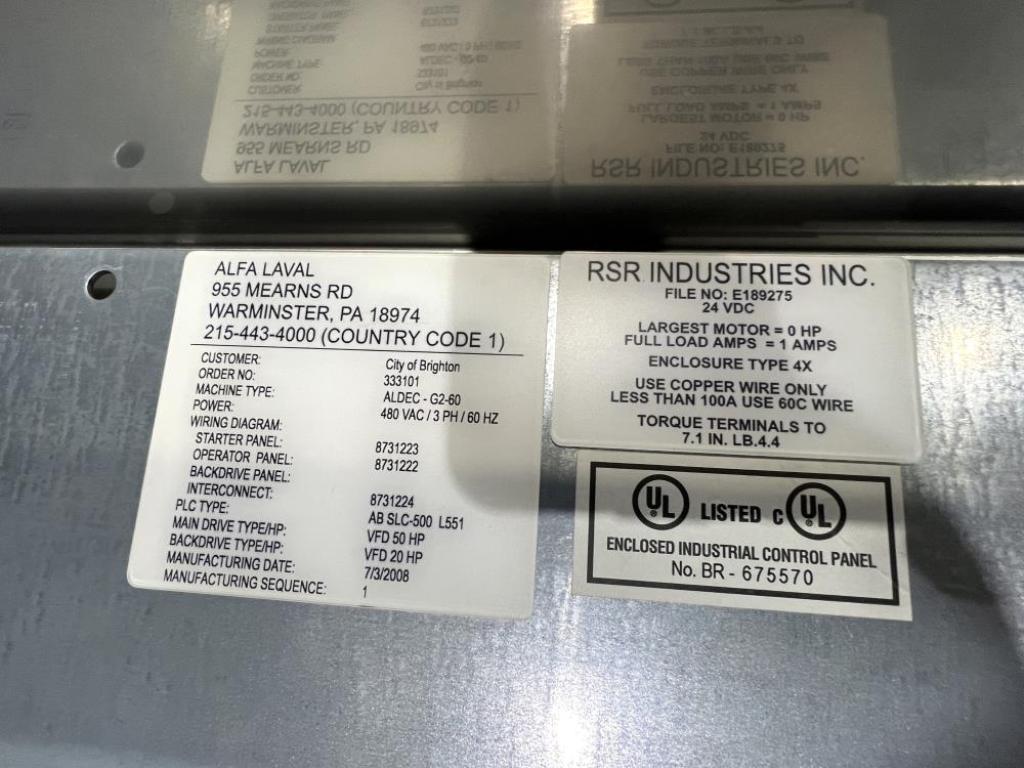 ALFA LAVAL
955 MEARNS RD
WARMINSTER, PA 18974
215-443-4000 (COUNTRY CODE 1)
CUSTOMER: City of Brighton
ORDER NO: 333101
MACHINE TYPE: ALDEC - G2-60
POWER: 480 VAC / 3 PH / 60 HZ
WIRING DIAGRAM:
STARTER PANEL: 8731223
OPERATOR PANEL: 8731222
BACKDRIVE PANEL:
INTERCONNECT: 8731224
PLC TYPE: AB SLC-500 L551
MAIN DRIVE TYPE/HP: VFD 50 HP
BACKDRIVE TYPE/HP: VFD 20 HP
MANUFACTURING DATE: 7/3/2008
MANUFACTURING SEQUENCE: 1
RSR INDUSTRIES INC.
FILE NO: E189275
24 VDC
LARGEST MOTOR = 0 HP
FULL LOAD AMPS = 1 AMPS
ENCLOSURE TYPE 4X
USE COPPER WIRE ONLY
LESS THAN 100A USE 60C WIRE
TORQUE TERMINALS TO
7.1 IN. LB.4.4
UL ® LISTED C UL ®
ENCLOSED INDUSTRIAL CONTROL PANEL
No. BR - 675570